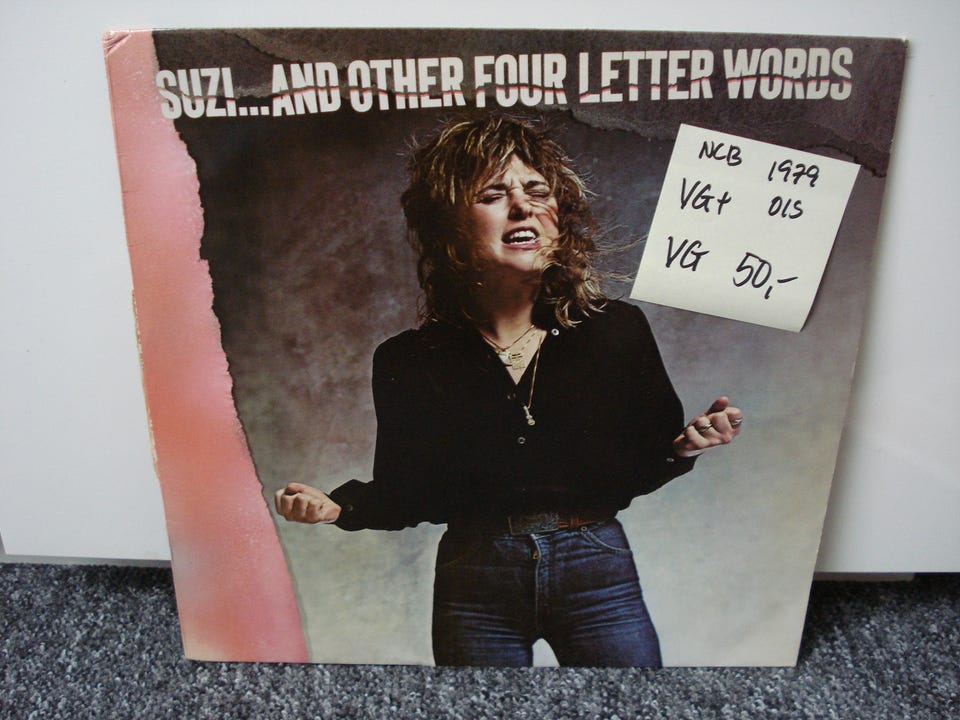 SUZI...AND OTHER FOUR LETTER WORDS
NCB 1979
VG+ OIS
VG 50,-